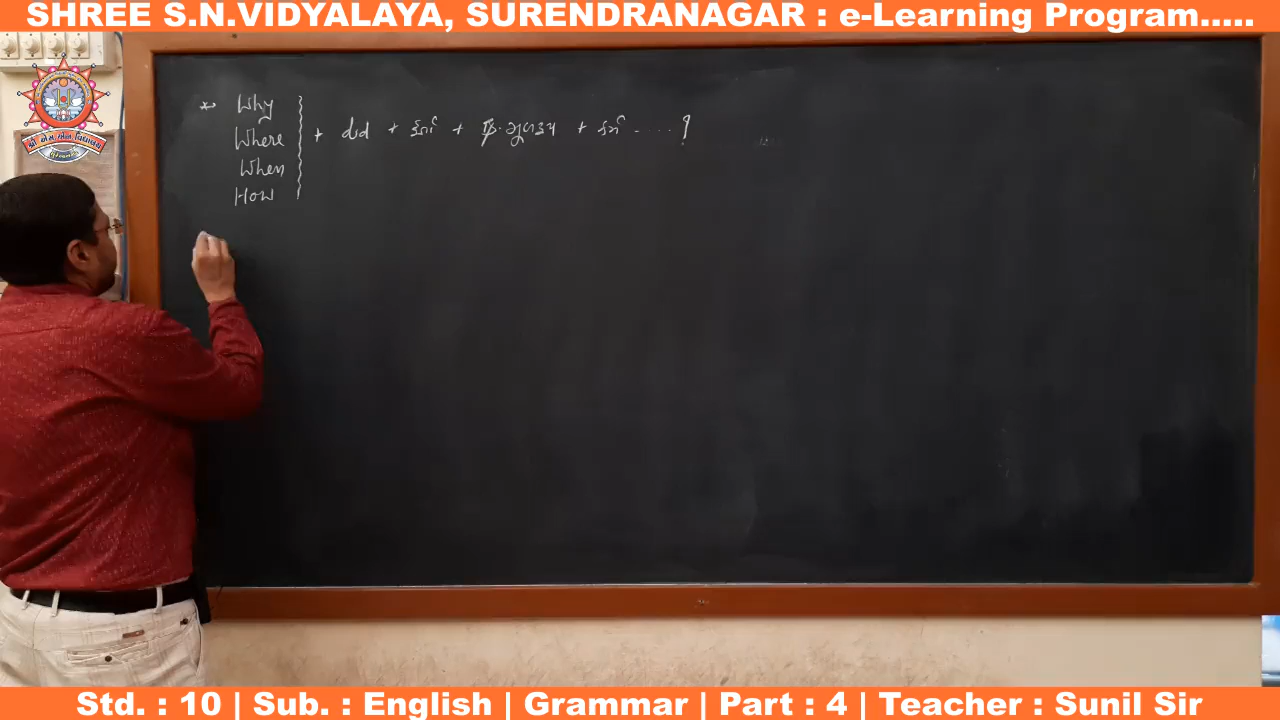 SHREE S.N.VIDYALAYA, SURENDRANAGAR : e-Learning Program.....
* Why
Where + did + કર્તા + ક્રિ.મુળરૂપ + કર્મ ..... ?
When
How
Std. : 10 | Sub. : English | Grammar | Part : 4 | Teacher : Sunil Sir